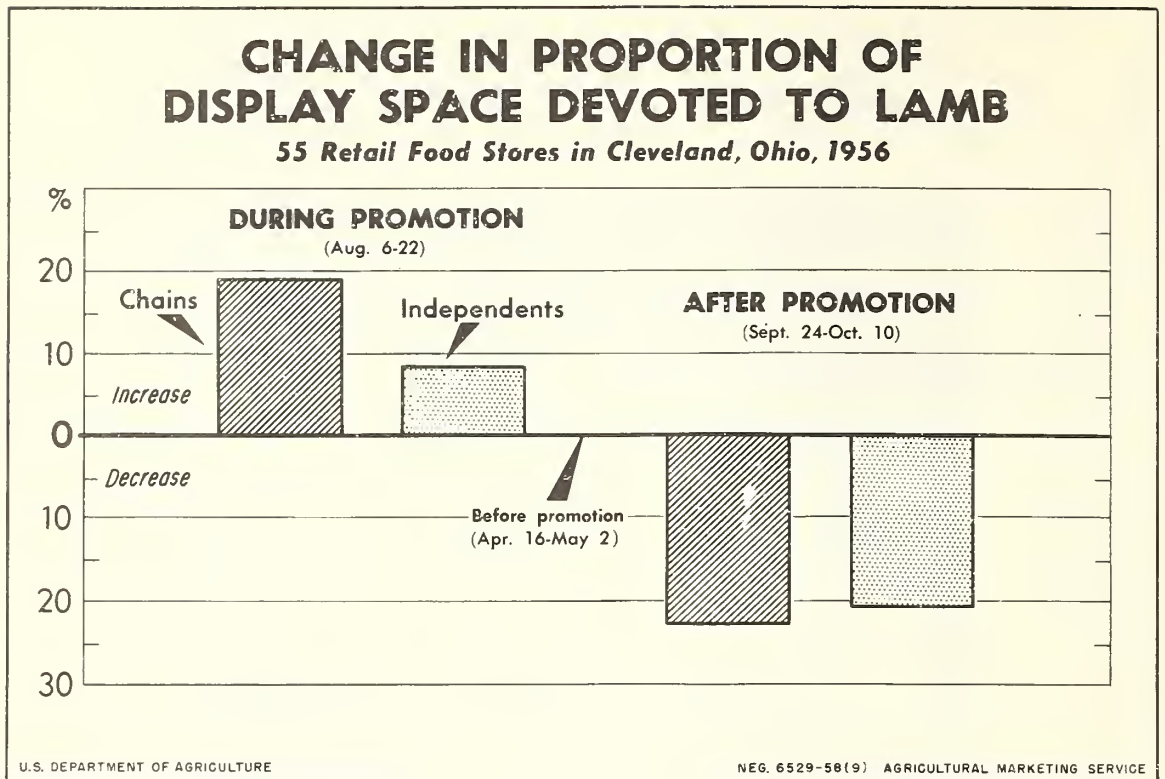 CHANGE IN PROPORTION OF
DISPLAY SPACE DEVOTED TO LAMB
55 Retail Food Stores in Cleveland, Ohio, 1956
%
DURING PROMOTION
(Aug. 6-22)
20
Chains
Independents
AFTER PROMOTION
(Sept. 24-Oct. 10)
10
Increase
0
Decrease
10
Before promotion
(Apr. 16-May 2)
20
30
U.S. DEPARTMENT OF AGRICULTURE
NEG. 6529-58(9) AGRICULTURAL MARKETING SERVICE